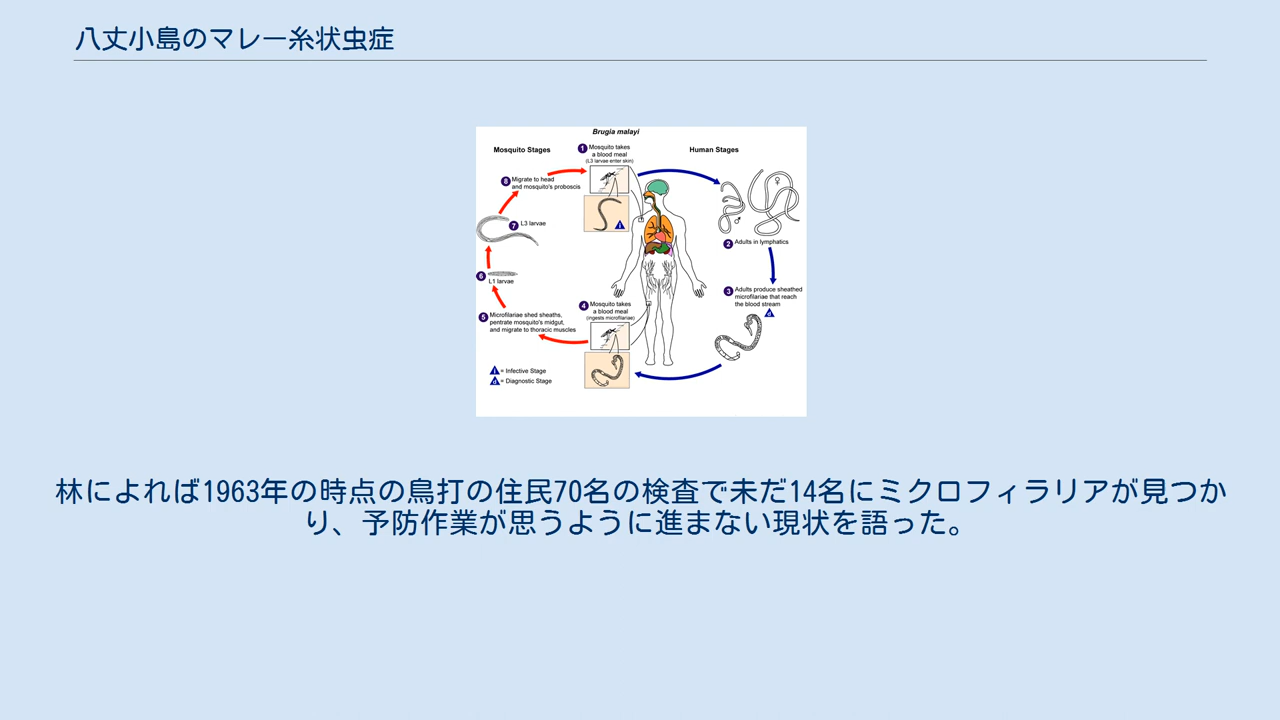 八丈小島のマレー糸状虫症
Brugia malayi
Mosquito Stages
Human Stages
1 Mosquito takes
a blood meal
(L3 larvae enter skin)
8 Migrate to head
and mosquito's proboscis
i
7 L3 larvae
♂
♀
2 Adults in lymphatics
6
L1 larvae
3 Adults produce sheathed
microfilariae that reach
the blood stream
d
4 Mosquito takes
a blood meal
(ingests microfilariae)
5 Microfilariae shed sheaths,
pentrate mosquito's midgut,
and migrate to thoracic muscles
i = Infective Stage
d = Diagnostic Stage
林によれば1963年の時点の鳥打の住民70名の検査で未だ14名にミクロフィラリアが見つか
り、予防作業が思うように進まない現状を語った。